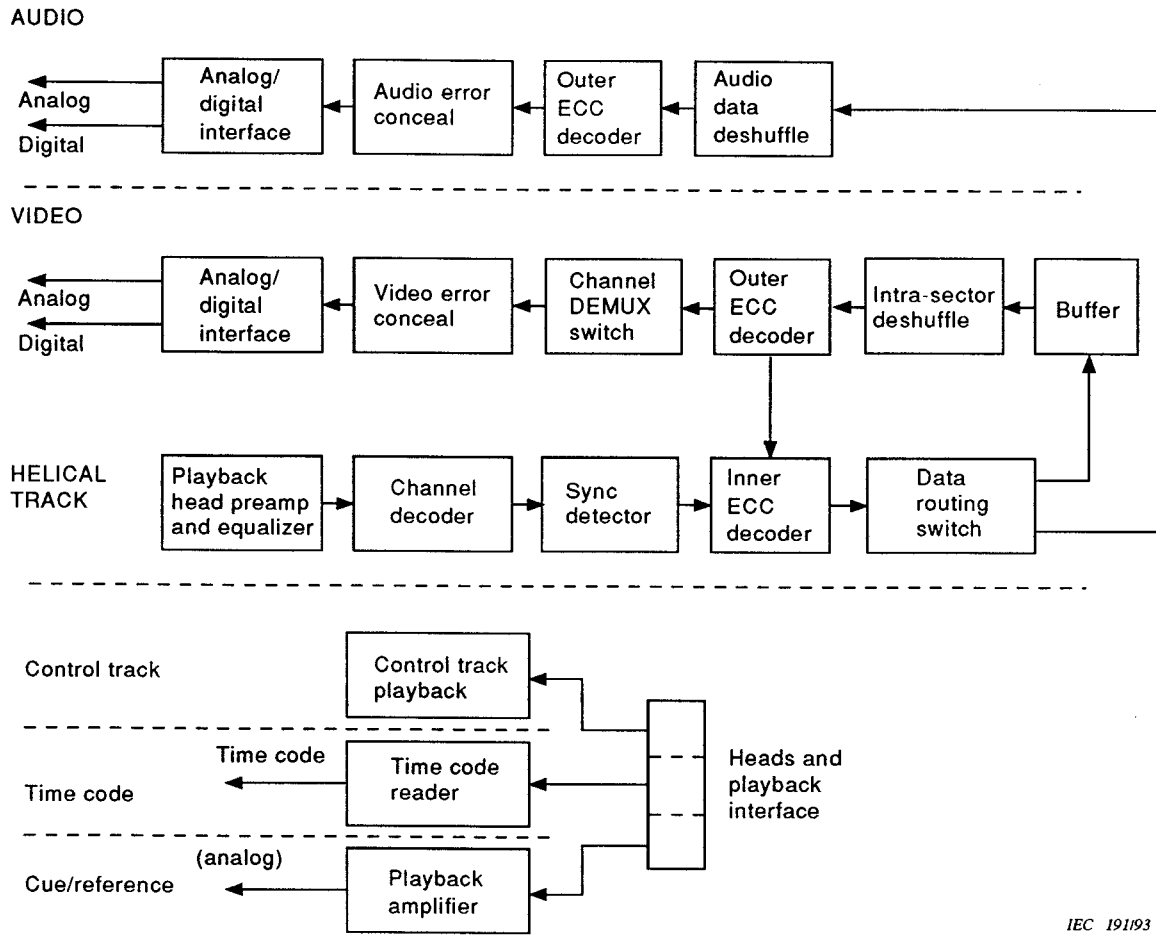 AUDIO
Analog
Digital
Analog/
digital
interface
Audio error
conceal
Outer
ECC
decoder
Audio
data
deshuffle
VIDEO
Analog
Digital
Analog/
digital
interface
Video error
conceal
Channel
DEMUX
switch
Outer
ECC
decoder
Intra-sector
deshuffle
Buffer
HELICAL
TRACK
Playback
head preamp
and equalizer
Channel
decoder
Sync
detector
Inner
ECC
decoder
Data
routing
switch
Control track
Control track
playback
Time code
Time code
Time code
reader
Heads and
playback
interface
Cue/reference
(analog)
Playback
amplifier
IEC 191/93